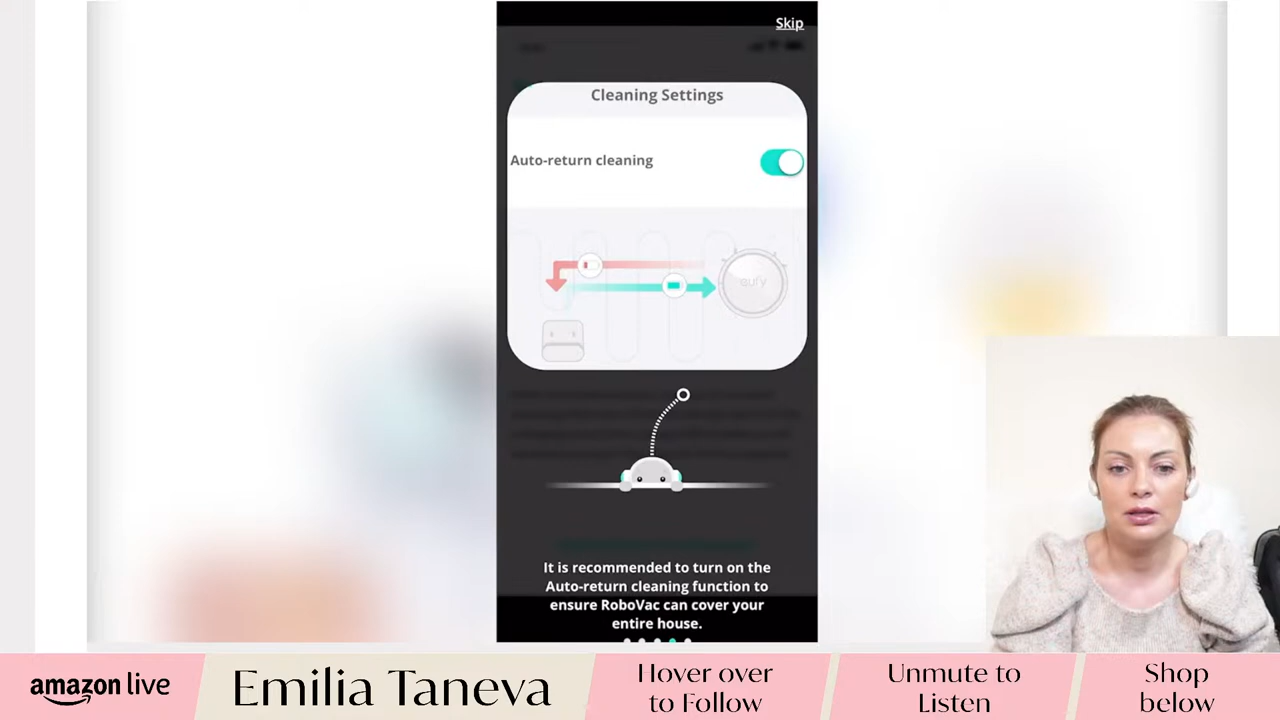 Skip
Cleaning Settings
Auto-return cleaning
eufy
It is recommended to turn on the
Auto-return cleaning function to
ensure RoboVac can cover your
entire house.
amazon live
Emilia Taneva
Hover over
to Follow
Unmute to
Listen
Shop
below